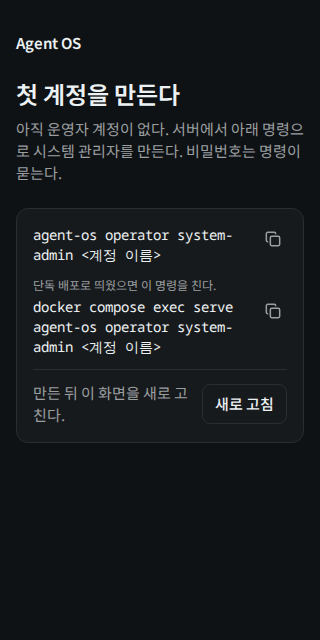 Agent OS
첫 계정을 만든다
아직 운영자 계정이 없다. 서버에서 아래 명령으
로 시스템 관리자를 만든다. 비밀번호는 명령이
묻는다.
agent-os operator system-
admin <계정 이름>
단독 배포로 띄웠으면 이 명령을 친다.
docker compose exec serve
agent-os operator system-
admin <계정 이름>
만든 뒤 이 화면을 새로 고
친다.
새로 고침